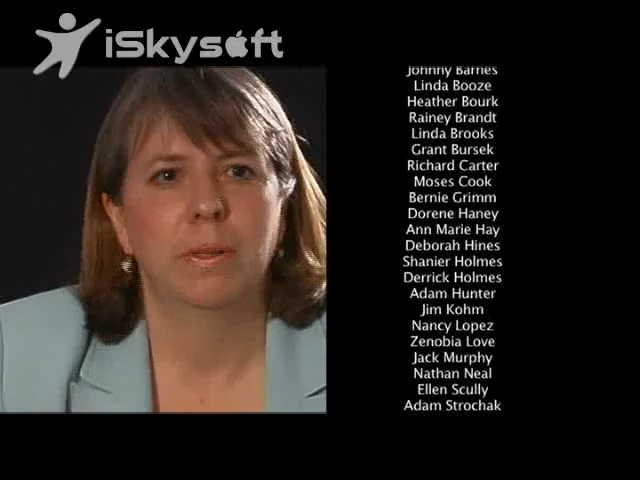 iSkysoft
Johnny Barnes
Linda Booze
Heather Bourk
Rainey Brandt
Linda Brooks
Grant Bursek
Richard Carter
Moses Cook
Bernie Grimm
Dorene Haney
Ann Marie Hay
Deborah Hines
Shanier Holmes
Derrick Holmes
Adam Hunter
Jim Kohm
Nancy Lopez
Zenobia Love
Jack Murphy
Nathan Neal
Ellen Scully
Adam Strochak